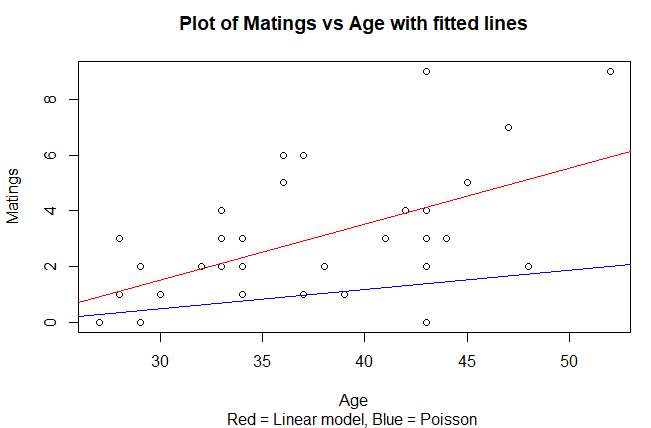 Plot of Matings vs Age with fitted lines
8
6
4
2
0
Matings
30 35 40 45 50
Age
Red = Linear model, Blue = Poisson